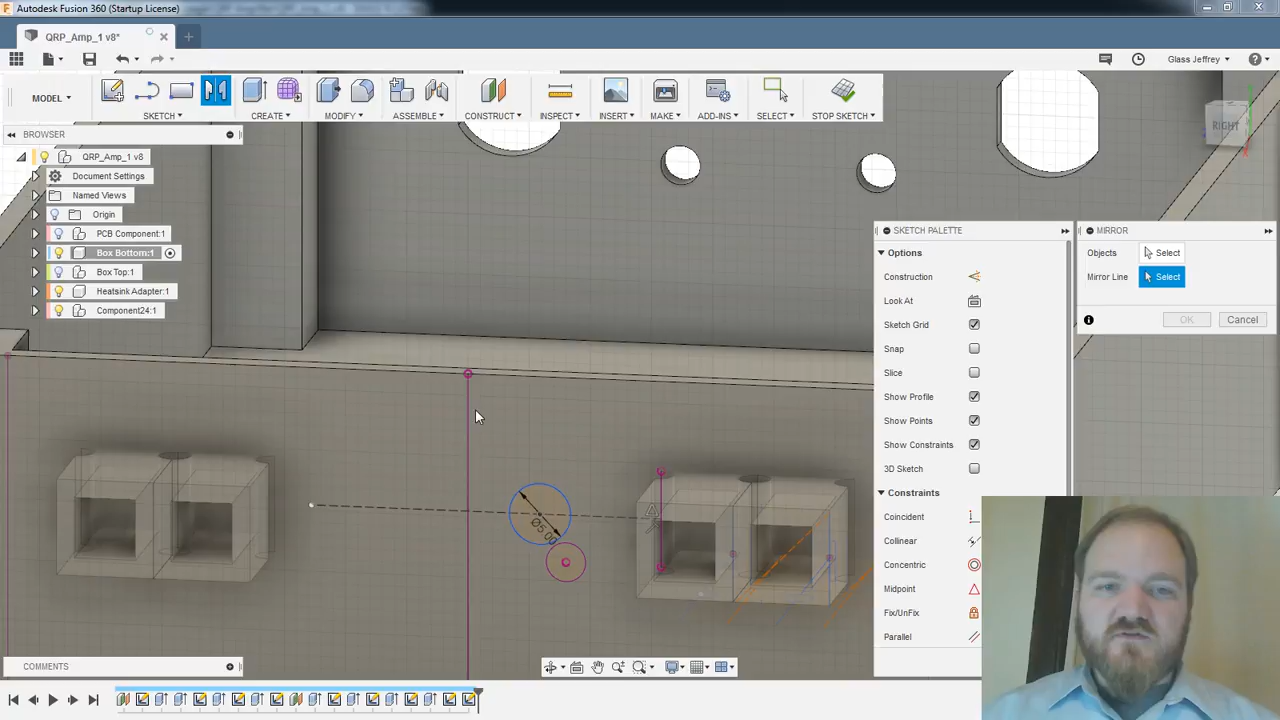 Autodesk Fusion 360 (Startup License)
QRP_Amp_1 v8*
Glass Jeffrey
MODEL
SKETCH
CREATE
MODIFY
ASSEMBLE
CONSTRUCT
INSPECT
INSERT
MAKE
ADD-INS
SELECT
STOP SKETCH
BROWSER
RIGHT
QRP_Amp_1 v8
Document Settings
Named Views
Origin
PCB Component:1
Box Bottom:1
Box Top:1
Heatsink Adapter:1
Component24:1
SKETCH PALETTE
Options
Construction
Look At
Sketch Grid
Snap
Slice
Show Profile
Show Points
Show Constraints
3D Sketch
Constraints
Coincident
Collinear
Concentric
Midpoint
Fix/UnFix
Parallel
MIRROR
Objects Select
Mirror Line Select
OK Cancel
Ø5.00
COMMENTS